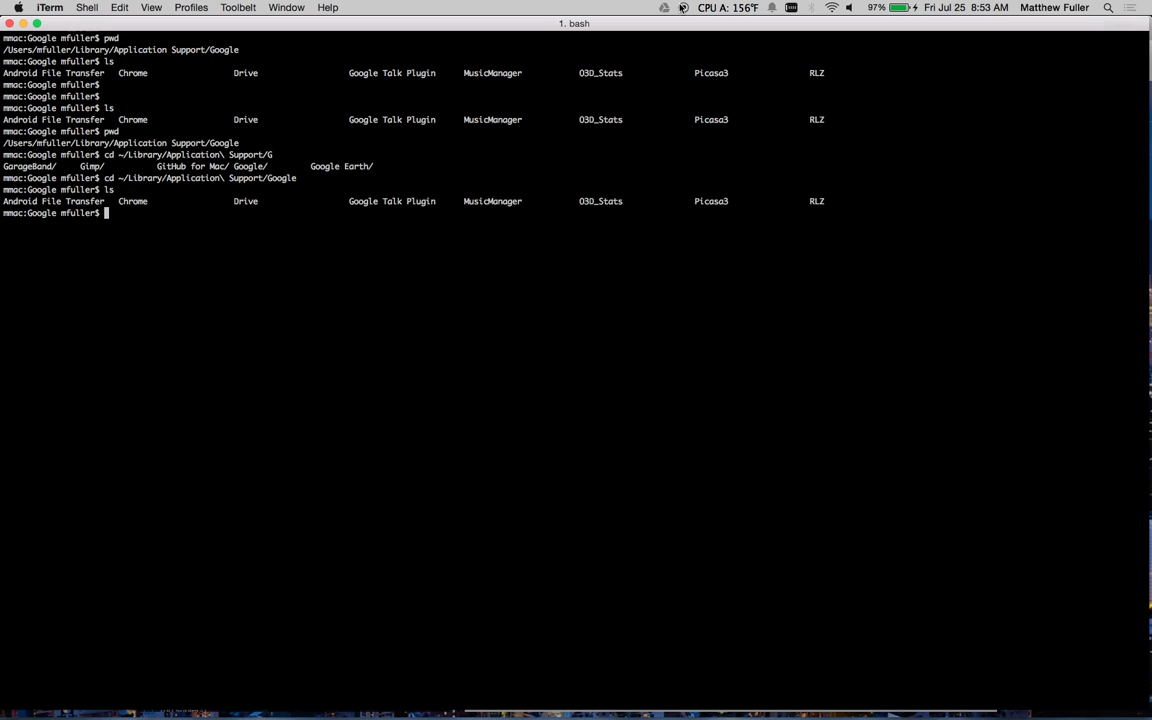 iTerm Shell Edit View Profiles Toolbelt Window Help CPU A: 156°F 97% Fri Jul 25 8:53 AM Matthew Fuller
1. bash
mmac:Google mfuller$ pwd
/Users/mfuller/Library/Application Support/Google
mmac:Google mfuller$ ls
Android File Transfer Chrome Drive Google Talk Plugin MusicManager O3D_Stats Picasa3 RLZ
mmac:Google mfuller$
mmac:Google mfuller$
mmac:Google mfuller$ ls
Android File Transfer Chrome Drive Google Talk Plugin MusicManager O3D_Stats Picasa3 RLZ
mmac:Google mfuller$ pwd
/Users/mfuller/Library/Application Support/Google
mmac:Google mfuller$ cd ~/Library/Application\ Support/G
GarageBand/ Gimp/ GitHub for Mac/ Google/ Google Earth/
mmac:Google mfuller$ cd ~/Library/Application\ Support/Google
mmac:Google mfuller$ ls
Android File Transfer Chrome Drive Google Talk Plugin MusicManager O3D_Stats Picasa3 RLZ
mmac:Google mfuller$